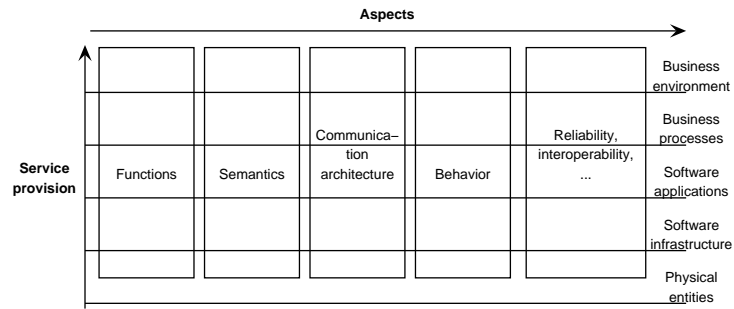 Aspects
Business
environment
Business
processes
Communica–
tion
architecture
Reliability,
interoperability,
...
Service
provision
Functions
Semantics
Behavior
Software
applications
Software
infrastructure
Physical
entities